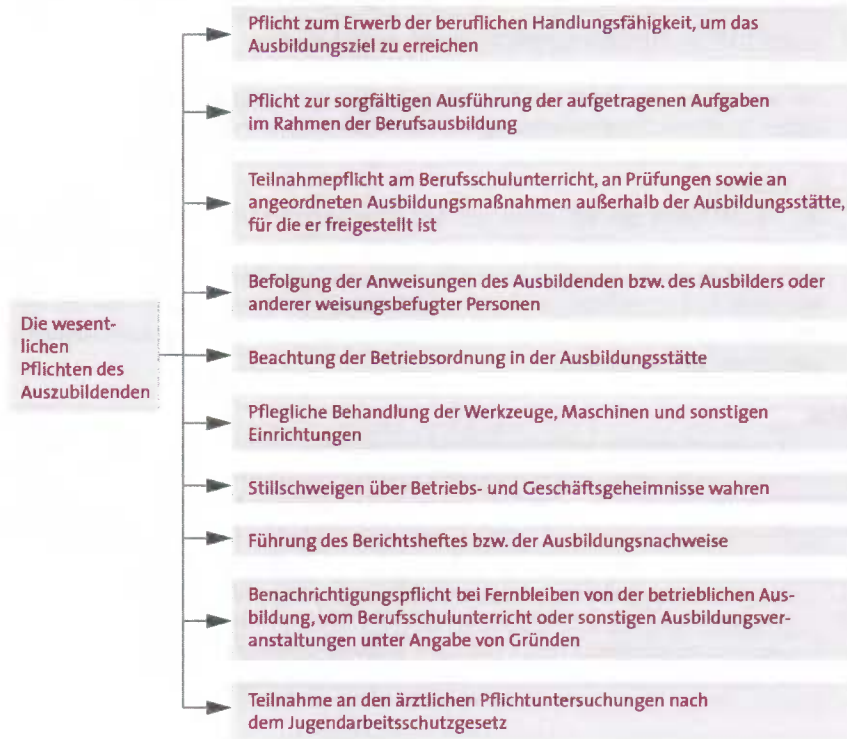 Pflicht zum Erwerb der beruflichen Handlungsfähigkeit, um das
Ausbildungsziel zu erreichen
Pflicht zur sorgfältigen Ausführung der aufgetragenen Aufgaben
im Rahmen der Berufsausbildung
Teilnahmepflicht am Berufsschulunterricht, an Prüfungen sowie an
angeordneten Ausbildungsmaßnahmen außerhalb der Ausbildungsstätte,
für die er freigestellt ist
Befolgung der Anweisungen des Ausbildenden bzw. des Ausbilders oder
anderer weisungsbefugter Personen
Die wesent-
lichen
Pflichten des
Auszubildenden
Beachtung der Betriebsordnung in der Ausbildungsstätte
Pflegliche Behandlung der Werkzeuge, Maschinen und sonstigen
Einrichtungen
Stillschweigen über Betriebs- und Geschäftsgeheimnisse wahren
Führung des Berichtsheftes bzw. der Ausbildungsnachweise
Benachrichtigungspflicht bei Fernbleiben von der betrieblichen Aus-
bildung, vom Berufsschulunterricht oder sonstigen Ausbildungsver-
anstaltungen unter Angabe von Gründen
Teilnahme an den ärztlichen Pflichtuntersuchungen nach
dem Jugendarbeitsschutzgesetz